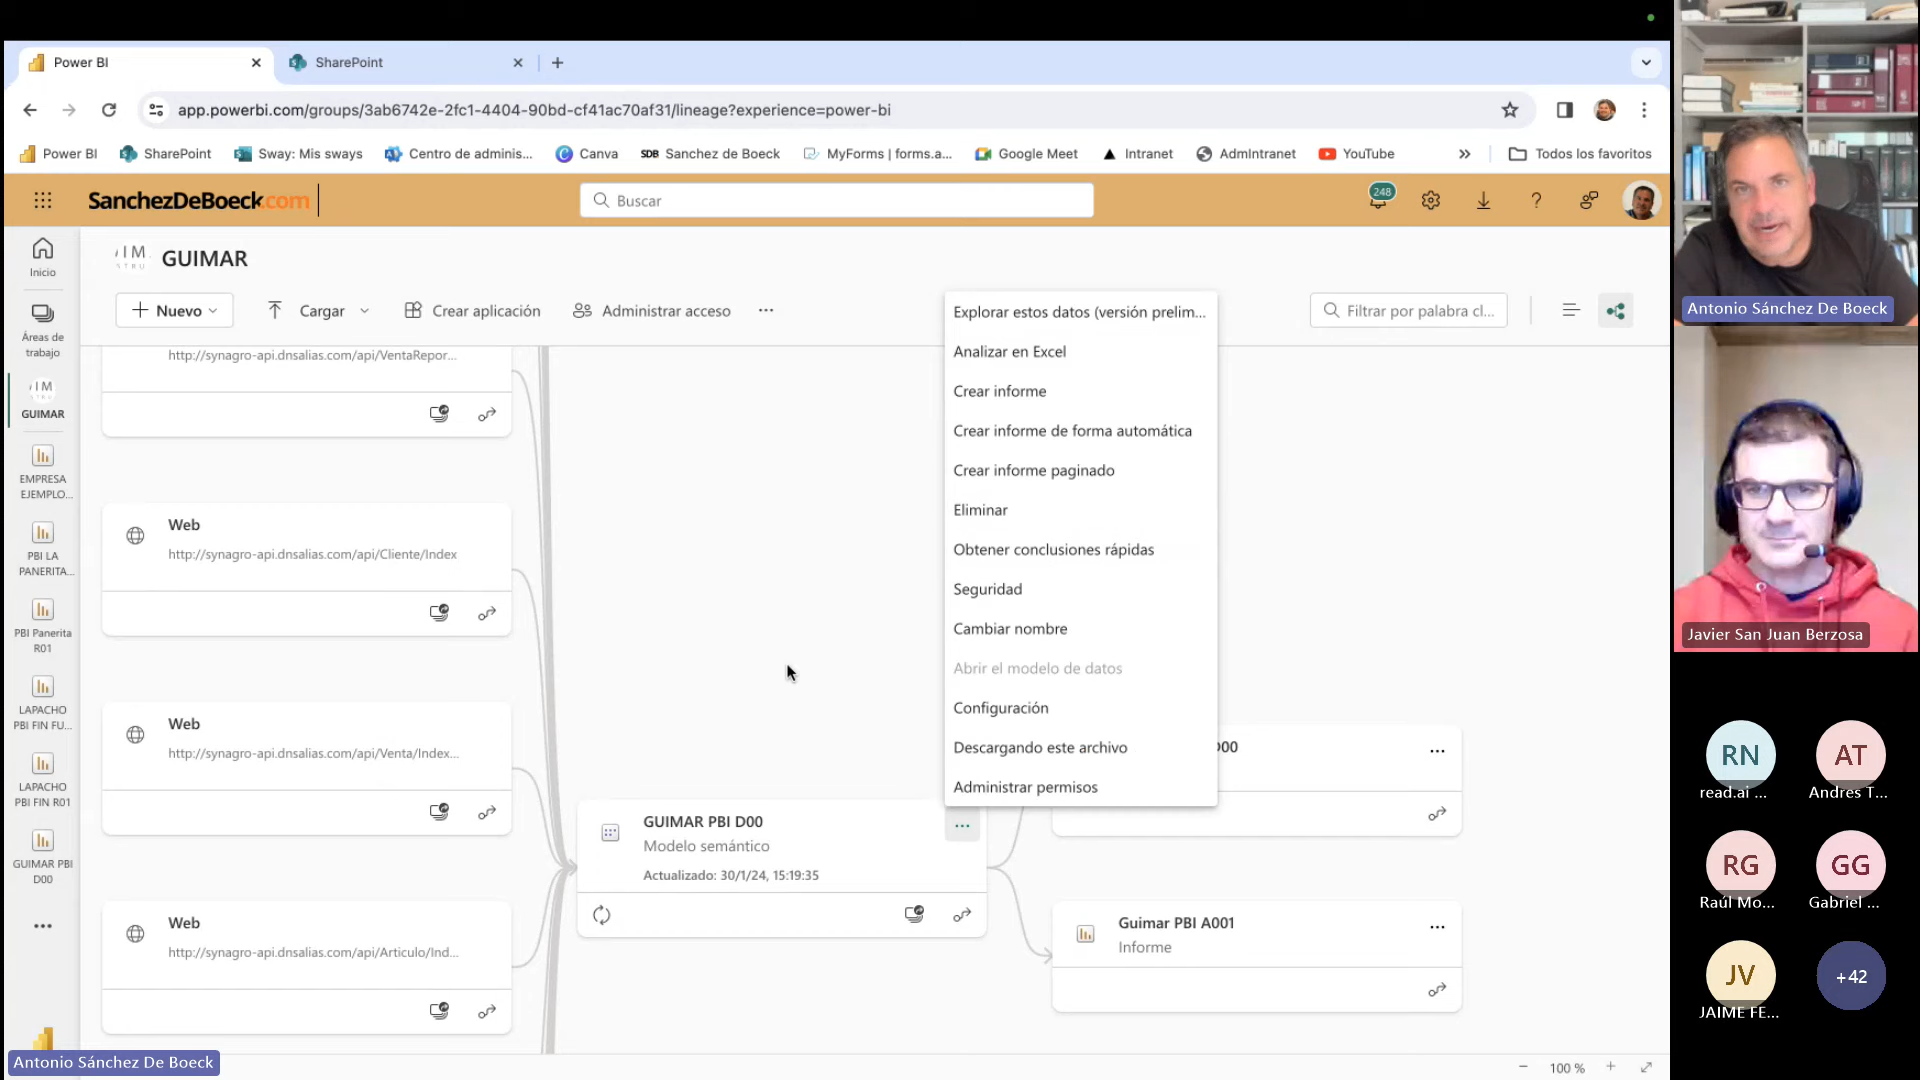 Power BI
SharePoint
app.powerbi.com/groups/3ab6742e-2fc1-4404-90bd-cf41ac70af31/lineage?experience=power-bi
Power BI
SharePoint
Sway: Mis sways
Centro de adminis...
Canva
SDB Sanchez de Boeck
MyForms | forms.a...
Google Meet
Intranet
AdmIntranet
YouTube
Todos los favoritos
SanchezDeBoeck.com
Buscar
248
Inicio
Áreas de
trabajo
GUIMAR
EMPRESA
EJEMPLO...
PBI LA
PANERITA...
PBI Panerita
R01
LAPACHO
PBI FIN FU...
LAPACHO
PBI FIN R01
GUIMAR PBI
D00
GUIMAR
Nuevo
Cargar
Crear aplicación
Administrar acceso
Filtrar por palabra cl...
http://synagro-api.dnsalias.com/api/VentaRepor...
Web
http://synagro-api.dnsalias.com/api/Cliente/Index
Web
http://synagro-api.dnsalias.com/api/Venta/Index...
Web
http://synagro-api.dnsalias.com/api/Articulo/Ind...
GUIMAR PBI D00
Modelo semántico
Actualizado: 30/1/24, 15:19:35
Explorar estos datos (versión prelim...
Analizar en Excel
Crear informe
Crear informe de forma automática
Crear informe paginado
Eliminar
Obtener conclusiones rápidas
Seguridad
Cambiar nombre
Abrir el modelo de datos
Configuración
Descargando este archivo
Administrar permisos
Guimar PBI A001
Informe
100 %
Antonio Sánchez De Boeck
Antonio Sánchez De Boeck
Javier San Juan Berzosa
RN
read.ai ...
AT
Andres T...
RG
Raúl Mo...
GG
Gabriel ...
JV
JAIME FE...
+42